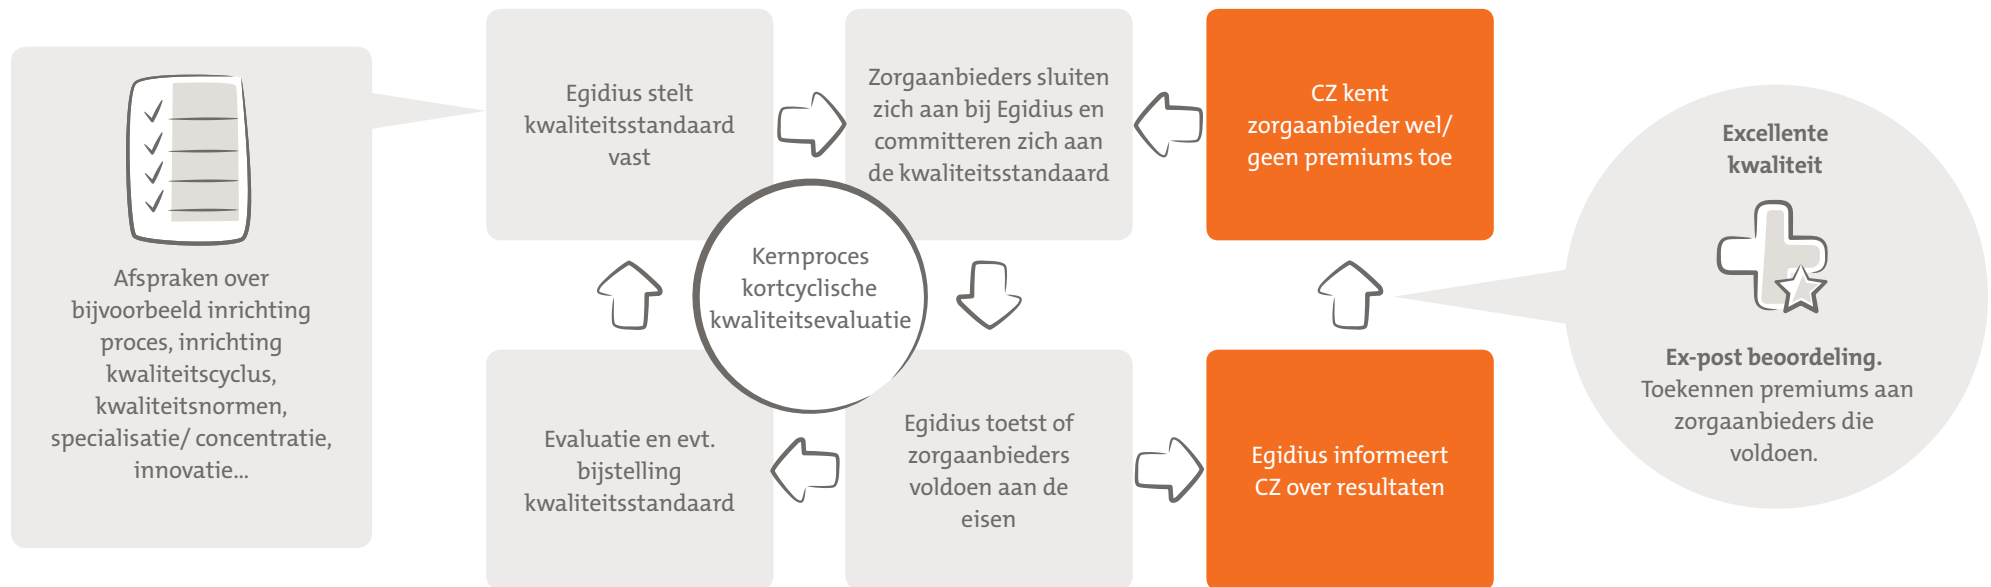 Afspraken over
bijvoorbeeld inrichting
proces, inrichting
kwaliteitscyclus,
kwaliteitsnormen,
specialisatie/ concentratie,
innovatie...
Egidius stelt
kwaliteitsstandaard
vast
Zorgaanbieders sluiten
zich aan bij Egidius en
committeren zich aan
de kwaliteitsstandaard
CZ kent
zorgaanbieder wel/
geen premiums toe
Kernproces
kortcyclische
kwaliteitsevaluatie
Evaluatie en evt.
bijstelling
kwaliteitsstandaard
Egidius toetst of
zorgaanbieders
voldoen aan de
eisen
Egidius informeert
CZ over resultaten
Excellente
kwaliteit
Ex-post beoordeling.
Toekennen premiums aan
zorgaanbieders die
voldoen.